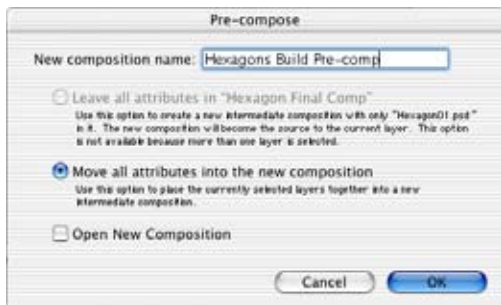 Pre-compose
New composition name: Hexagons Build Pre-comp
Leave all attributes in "Hexagon Final Comp"
Use this option to create a new intermediate composition with only "Hexagon01.psd"
in it. The new composition will become the source to the current layer. This option
is not available because more than one layer is selected.
Move all attributes into the new composition
Use this option to place the currently selected layers together into a new
intermediate composition.
Open New Composition
Cancel
OK